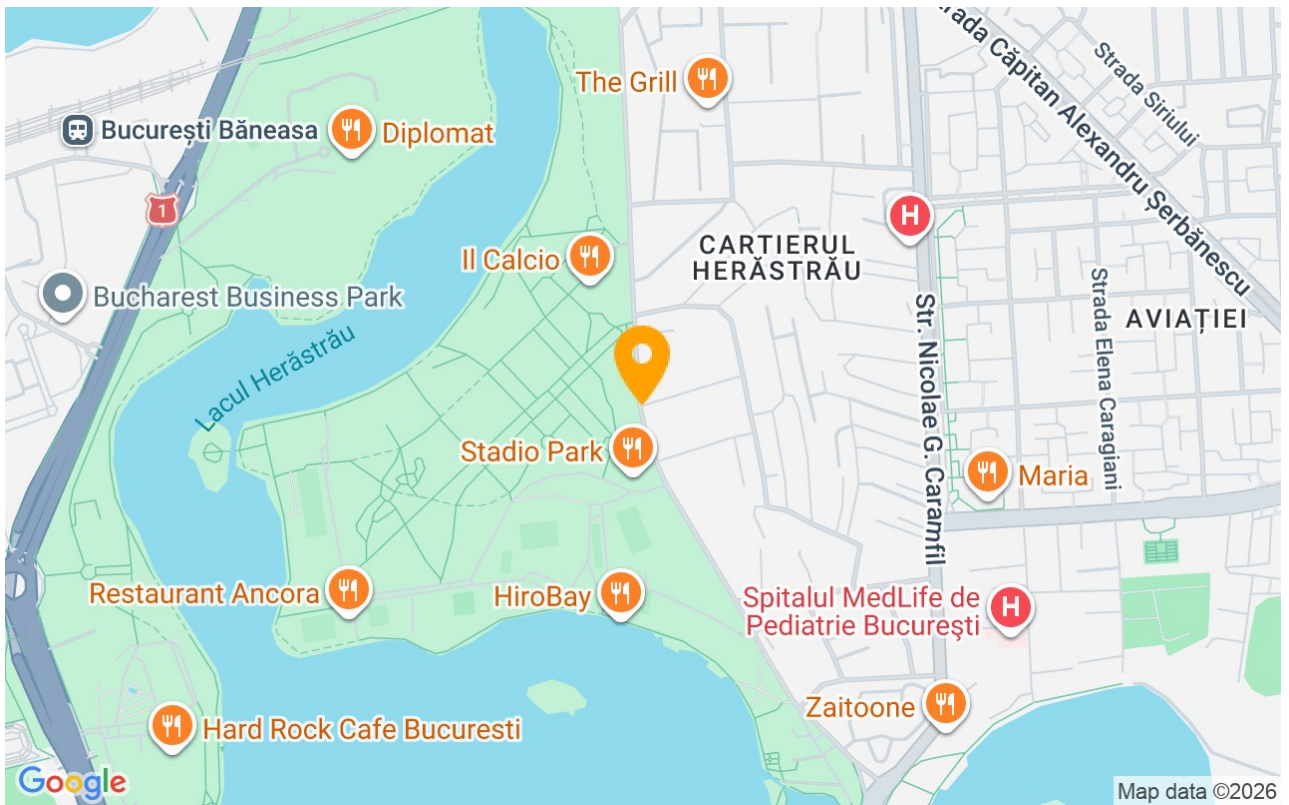 rada Căpitan Alexandru Șerbănescu
Strada Siriului
The Grill
București Băneasa
Diplomat
1
H
CARTIERUL
HERĂSTRĂU
Il Calcio
Bucharest Business Park
Strada Elena Caragiani
AVIAȚIEI
Lacul Herăstrău
Str. Nicolae G. Caramfil
Stadio Park
Maria
Restaurant Ancora
HiroBay
Spitalul MedLife de
Pediatrie Bucureşti
H
Zaitoone
Hard Rock Cafe Bucuresti
Google
Map data ©2026